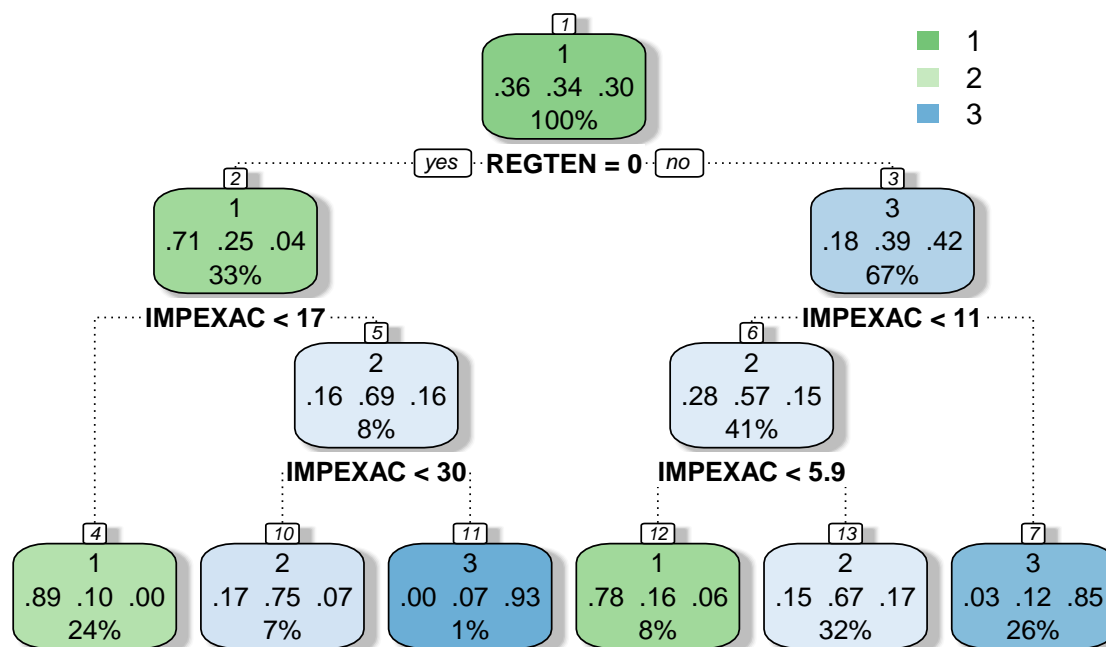 1
1
.36 .34 .30
100%
1
2
3
yes REGTEN = 0 no
2
1
.71 .25 .04
33%
3
3
.18 .39 .42
67%
IMPEXAC < 17
IMPEXAC < 11
5
2
.16 .69 .16
8%
6
2
.28 .57 .15
41%
IMPEXAC < 30
IMPEXAC < 5.9
4
1
.89 .10 .00
24%
10
2
.17 .75 .07
7%
11
3
.00 .07 .93
1%
12
1
.78 .16 .06
8%
13
2
.15 .67 .17
32%
7
3
.03 .12 .85
26%